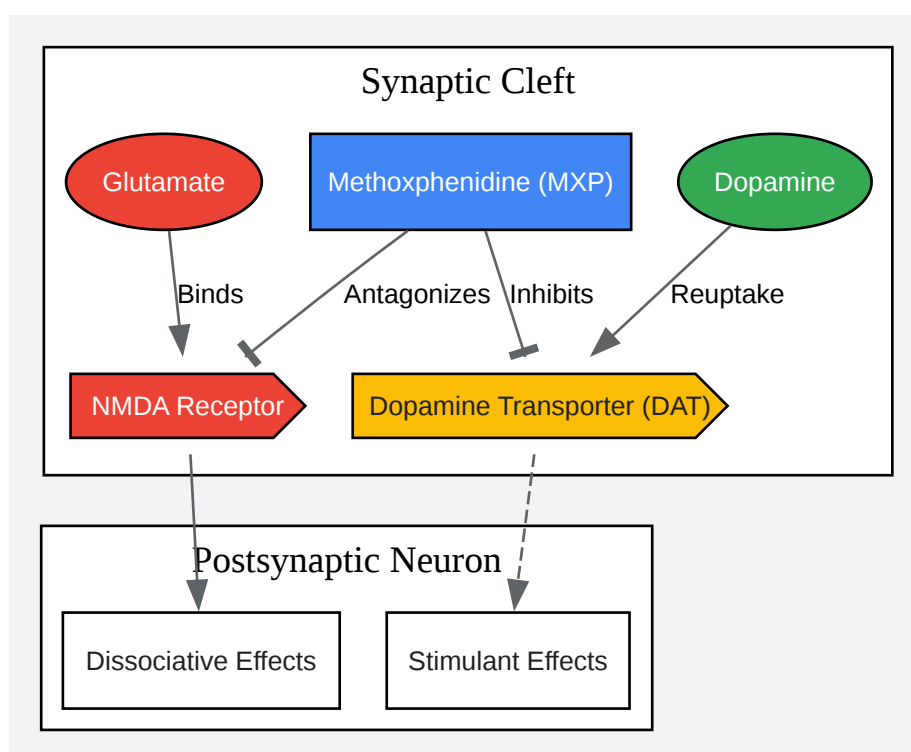 Synaptic Cleft
Glutamate
Methoxphenidine (MXP)
Dopamine
Binds
Antagonizes
Inhibits
Reuptake
NMDA Receptor
Dopamine Transporter (DAT)
Postsynaptic Neuron
Dissociative Effects
Stimulant Effects